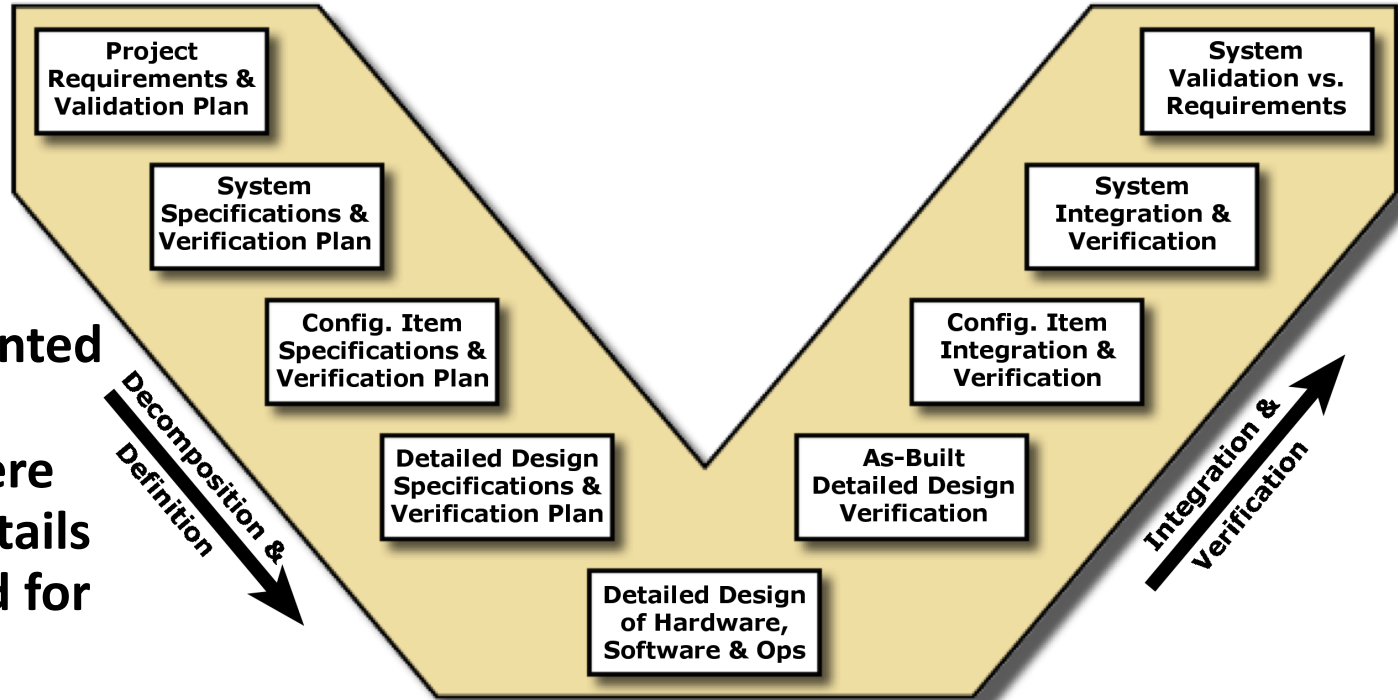 Project
Requirements &
Validation Plan
System
Specifications &
Verification Plan
Config. Item
Specifications &
Verification Plan
Detailed Design
Specifications &
Verification Plan
Detailed Design
of Hardware,
Software & Ops
As-Built
Detailed Design
Verification
Config. Item
Integration &
Verification
System
Integration &
Verification
System
Validation vs.
Requirements
Decomposition &
Definition
Integration &
Verification
nted
ere
tails
d for